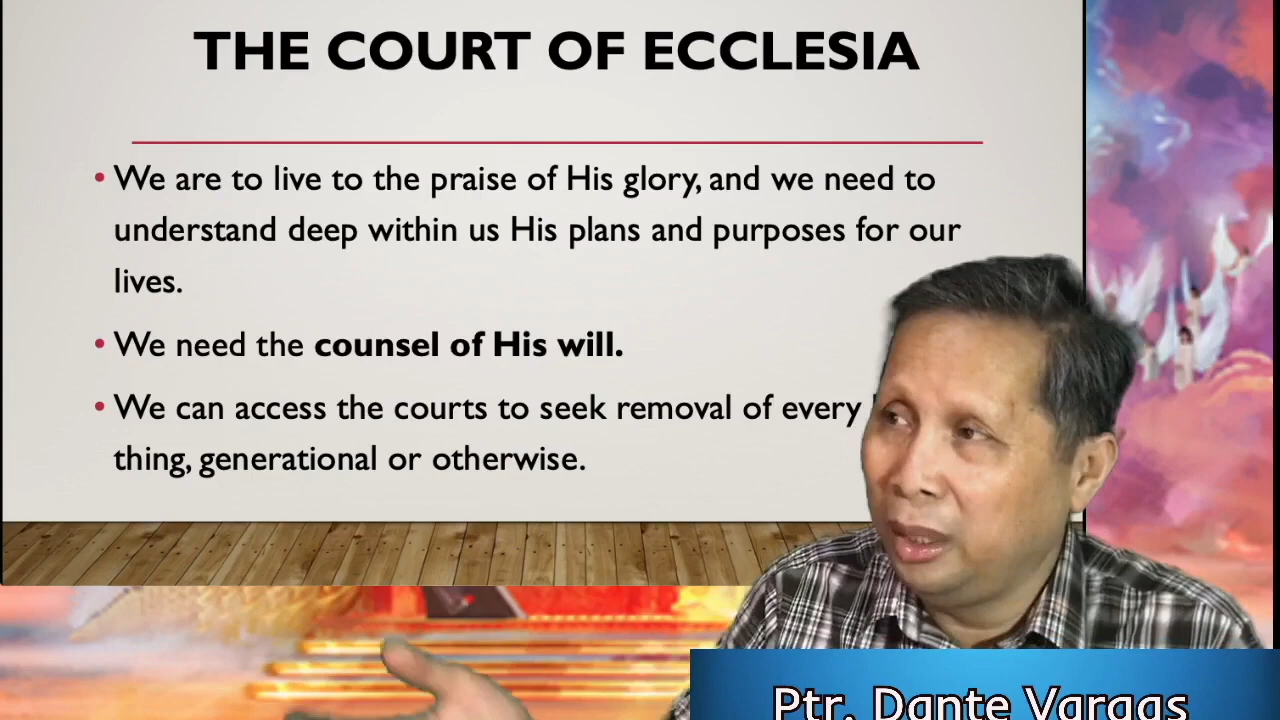 THE COURT OF ECCLESIA
• We are to live to the praise of His glory, and we need to
understand deep within us His plans and purposes for our
lives.
• We need the counsel of His will.
• We can access the courts to seek removal of every
thing, generational or otherwise.
Ptr. Dante Vargas